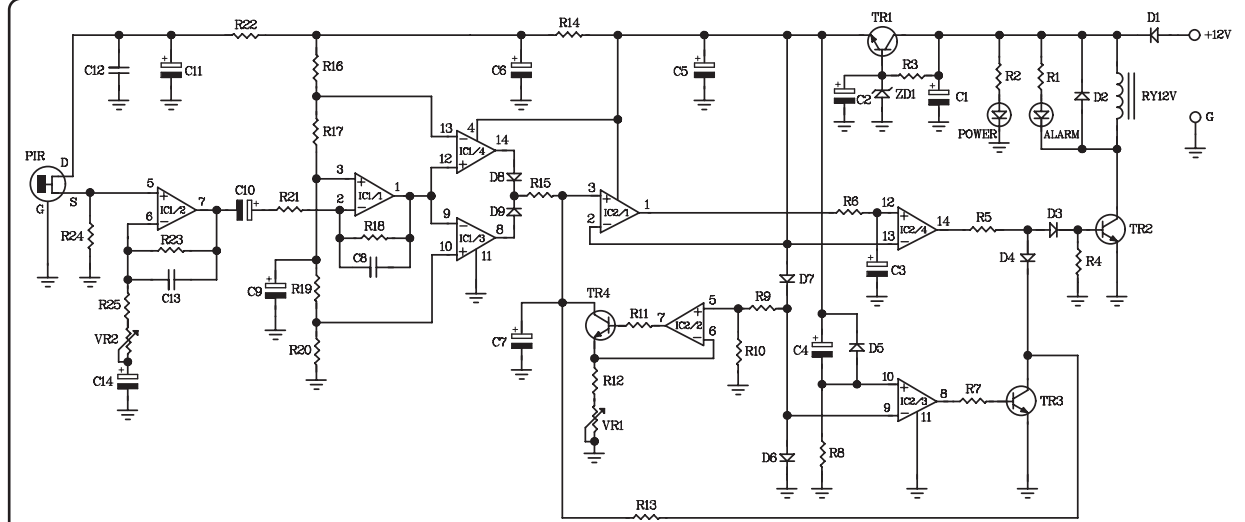 R22
R14
TR1
D1
+12V
C12
+
C11
R16
+
C6
+
C5
R3
+
C2
ZD1
+
C1
R2
R1
D2
RY12V
POWER
ALARM
G
R17
13
4
14
12
IC1/4
PIR
D
G
S
5
7
6
IC1/2
C10
+
R21
3
1
2
IC1/1
D8
D9
R15
3
1
2
IC2/1
R6
12
14
13
IC2/4
R5
D3
TR2
R24
R23
R18
9
8
10
IC1/3
11
C8
+
C3
D4
R4
C13
+
C9
R19
D7
R25
VR2
TR4
R11
7
5
6
IC2/2
R9
+
C7
R10
+
C4
D5
R20
+
C14
R12
10
8
9
IC2/3
11
R7
TR3
VR1
D6
R8
R13